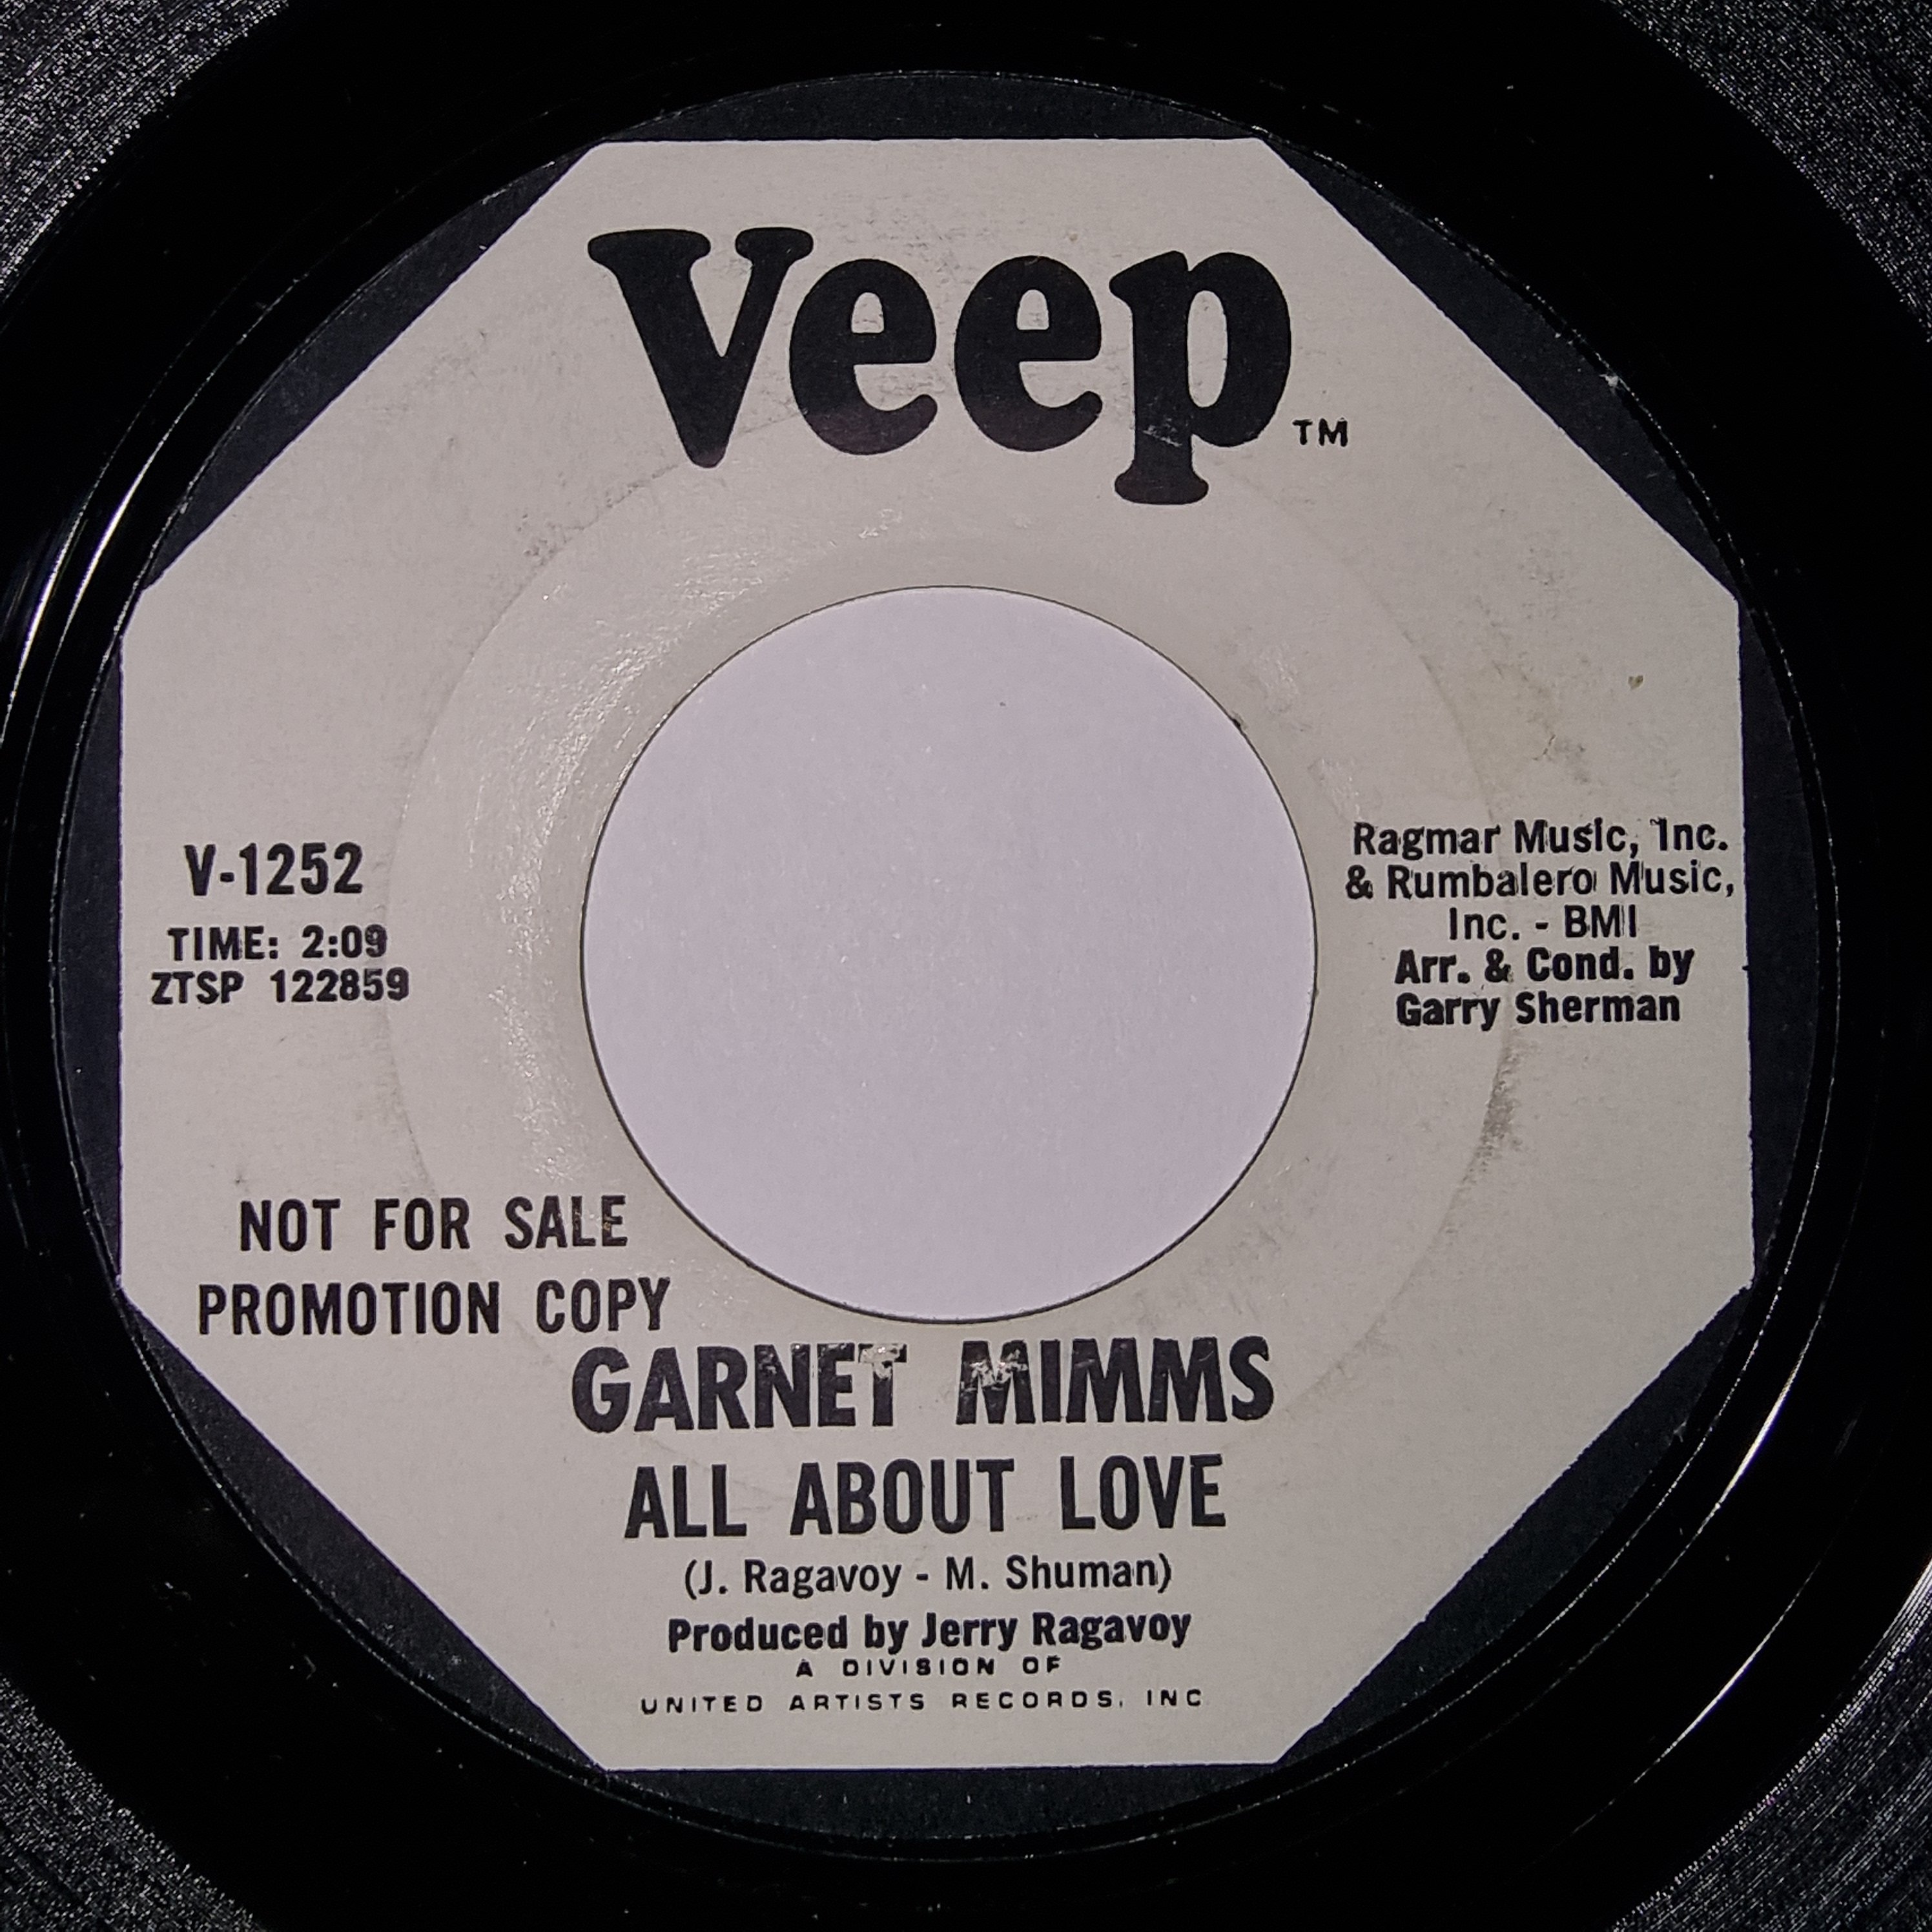 Veep TM
V-1252
TIME: 2:09
ZTSP 122859
Ragmar Music, Inc.
& Rumbalero Music,
Inc. - BMI
Arr. & Cond. by
Garry Sherman
NOT FOR SALE
PROMOTION COPY
GARNET MIMMS
ALL ABOUT LOVE
(J. Ragavoy - M. Shuman)
Produced by Jerry Ragavoy
A DIVISION OF
UNITED ARTISTS RECORDS, INC